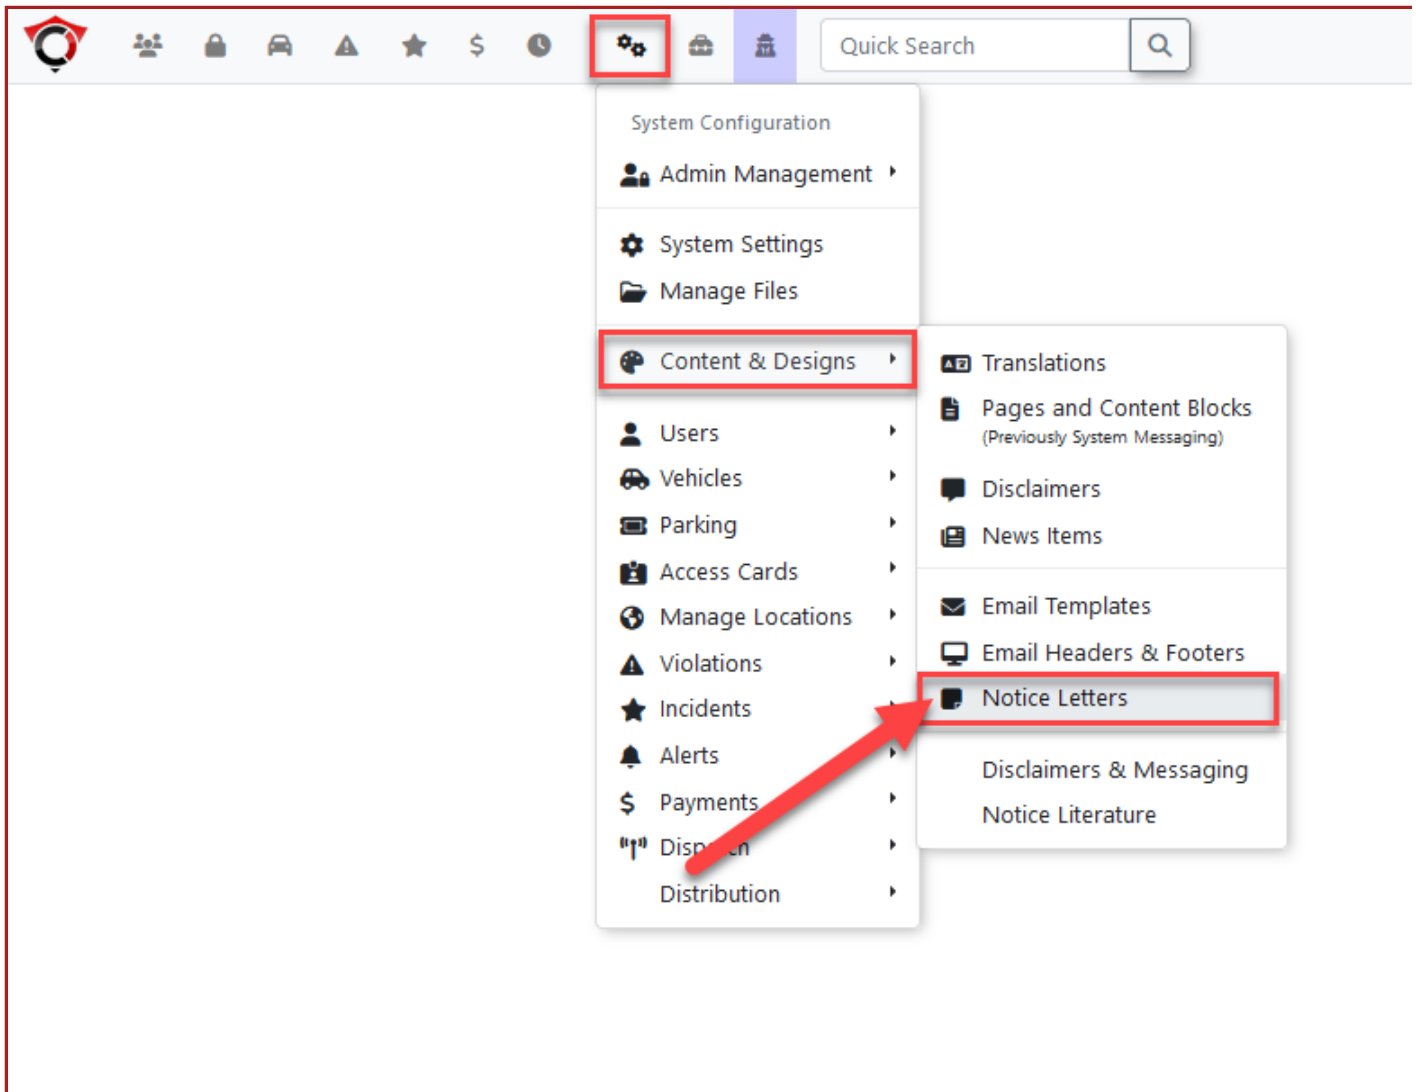 Quick Search
System Configuration
Admin Management
System Settings
Manage Files
Content & Designs
Users
Vehicles
Parking
Access Cards
Manage Locations
Violations
Incidents
Alerts
Payments
Dispatch
Distribution
Translations
Pages and Content Blocks
(Previously System Messaging)
Disclaimers
News Items
Email Templates
Email Headers & Footers
Notice Letters
Disclaimers & Messaging
Notice Literature